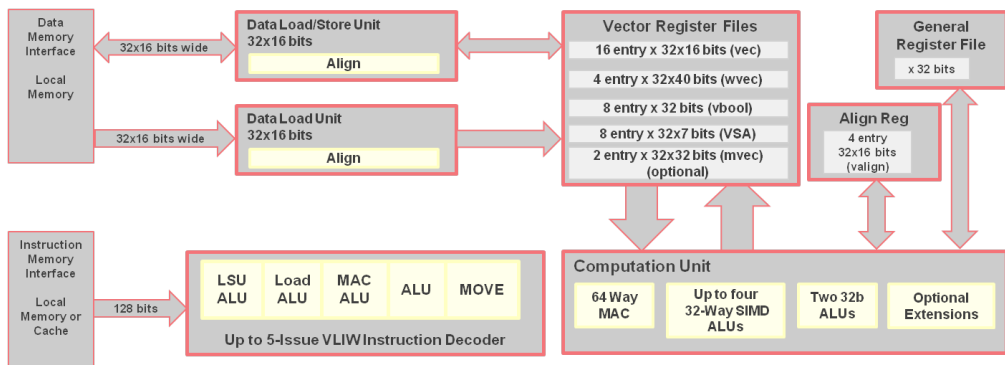 Data
Memory
Interface
Local
Memory
32x16 bits wide
32x16 bits wide
Data Load/Store Unit
32x16 bits
Align
Data Load Unit
32x16 bits
Align
Vector Register Files
16 entry x 32x16 bits (vec)
4 entry x 32x40 bits (wvec)
8 entry x 32 bits (vbool)
8 entry x 32x7 bits (VSA)
2 entry x 32x32 bits (mvec)
(optional)
General
Register File
x 32 bits
Align Reg
4 entry
32x16 bits
(valign)
Instruction
Memory
Interface
Local
Memory or
Cache
128 bits
LSU
ALU
Load
ALU
MAC
ALU
ALU
MOVE
Up to 5-Issue VLIW Instruction Decoder
Computation Unit
64 Way
MAC
Up to four
32-Way SIMD
ALUs
Two 32b
ALUs
Optional
Extensions